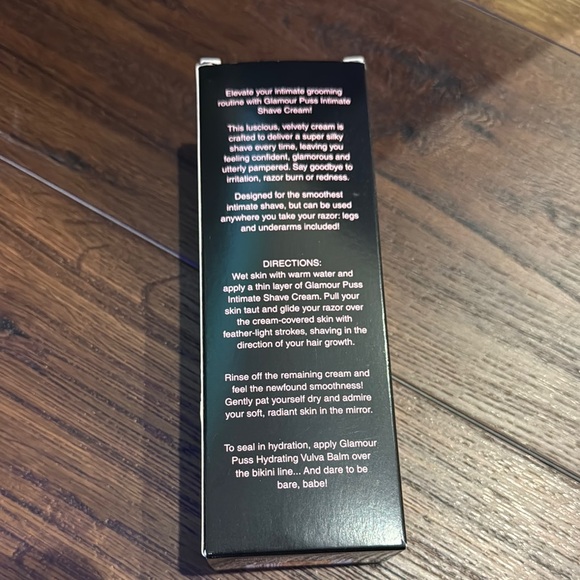 Elevate your intimate grooming
routine with Glamour Puss Intimate
Shave Cream!
This luscious, velvety cream is
crafted to deliver a super silky
shave every time, leaving you
feeling confident, glamorous and
utterly pampered. Say goodbye to
irritation, razor burn or redness.
Designed for the smoothest
intimate shave, but can be used
anywhere you take your razor: legs
and underarms included!
DIRECTIONS:
Wet skin with warm water and
apply a thin layer of Glamour Puss
Intimate Shave Cream. Pull your
skin taut and glide your razor over
the cream-covered skin with
feather-light strokes, shaving in the
direction of your hair growth.
Rinse off the remaining cream and
feel the newfound smoothness!
Gently pat yourself dry and admire
your soft, radiant skin in the mirror.
To seal in hydration, apply Glamour
Puss Hydrating Vulva Balm over
the bikini line... And dare to be
bare, babe!